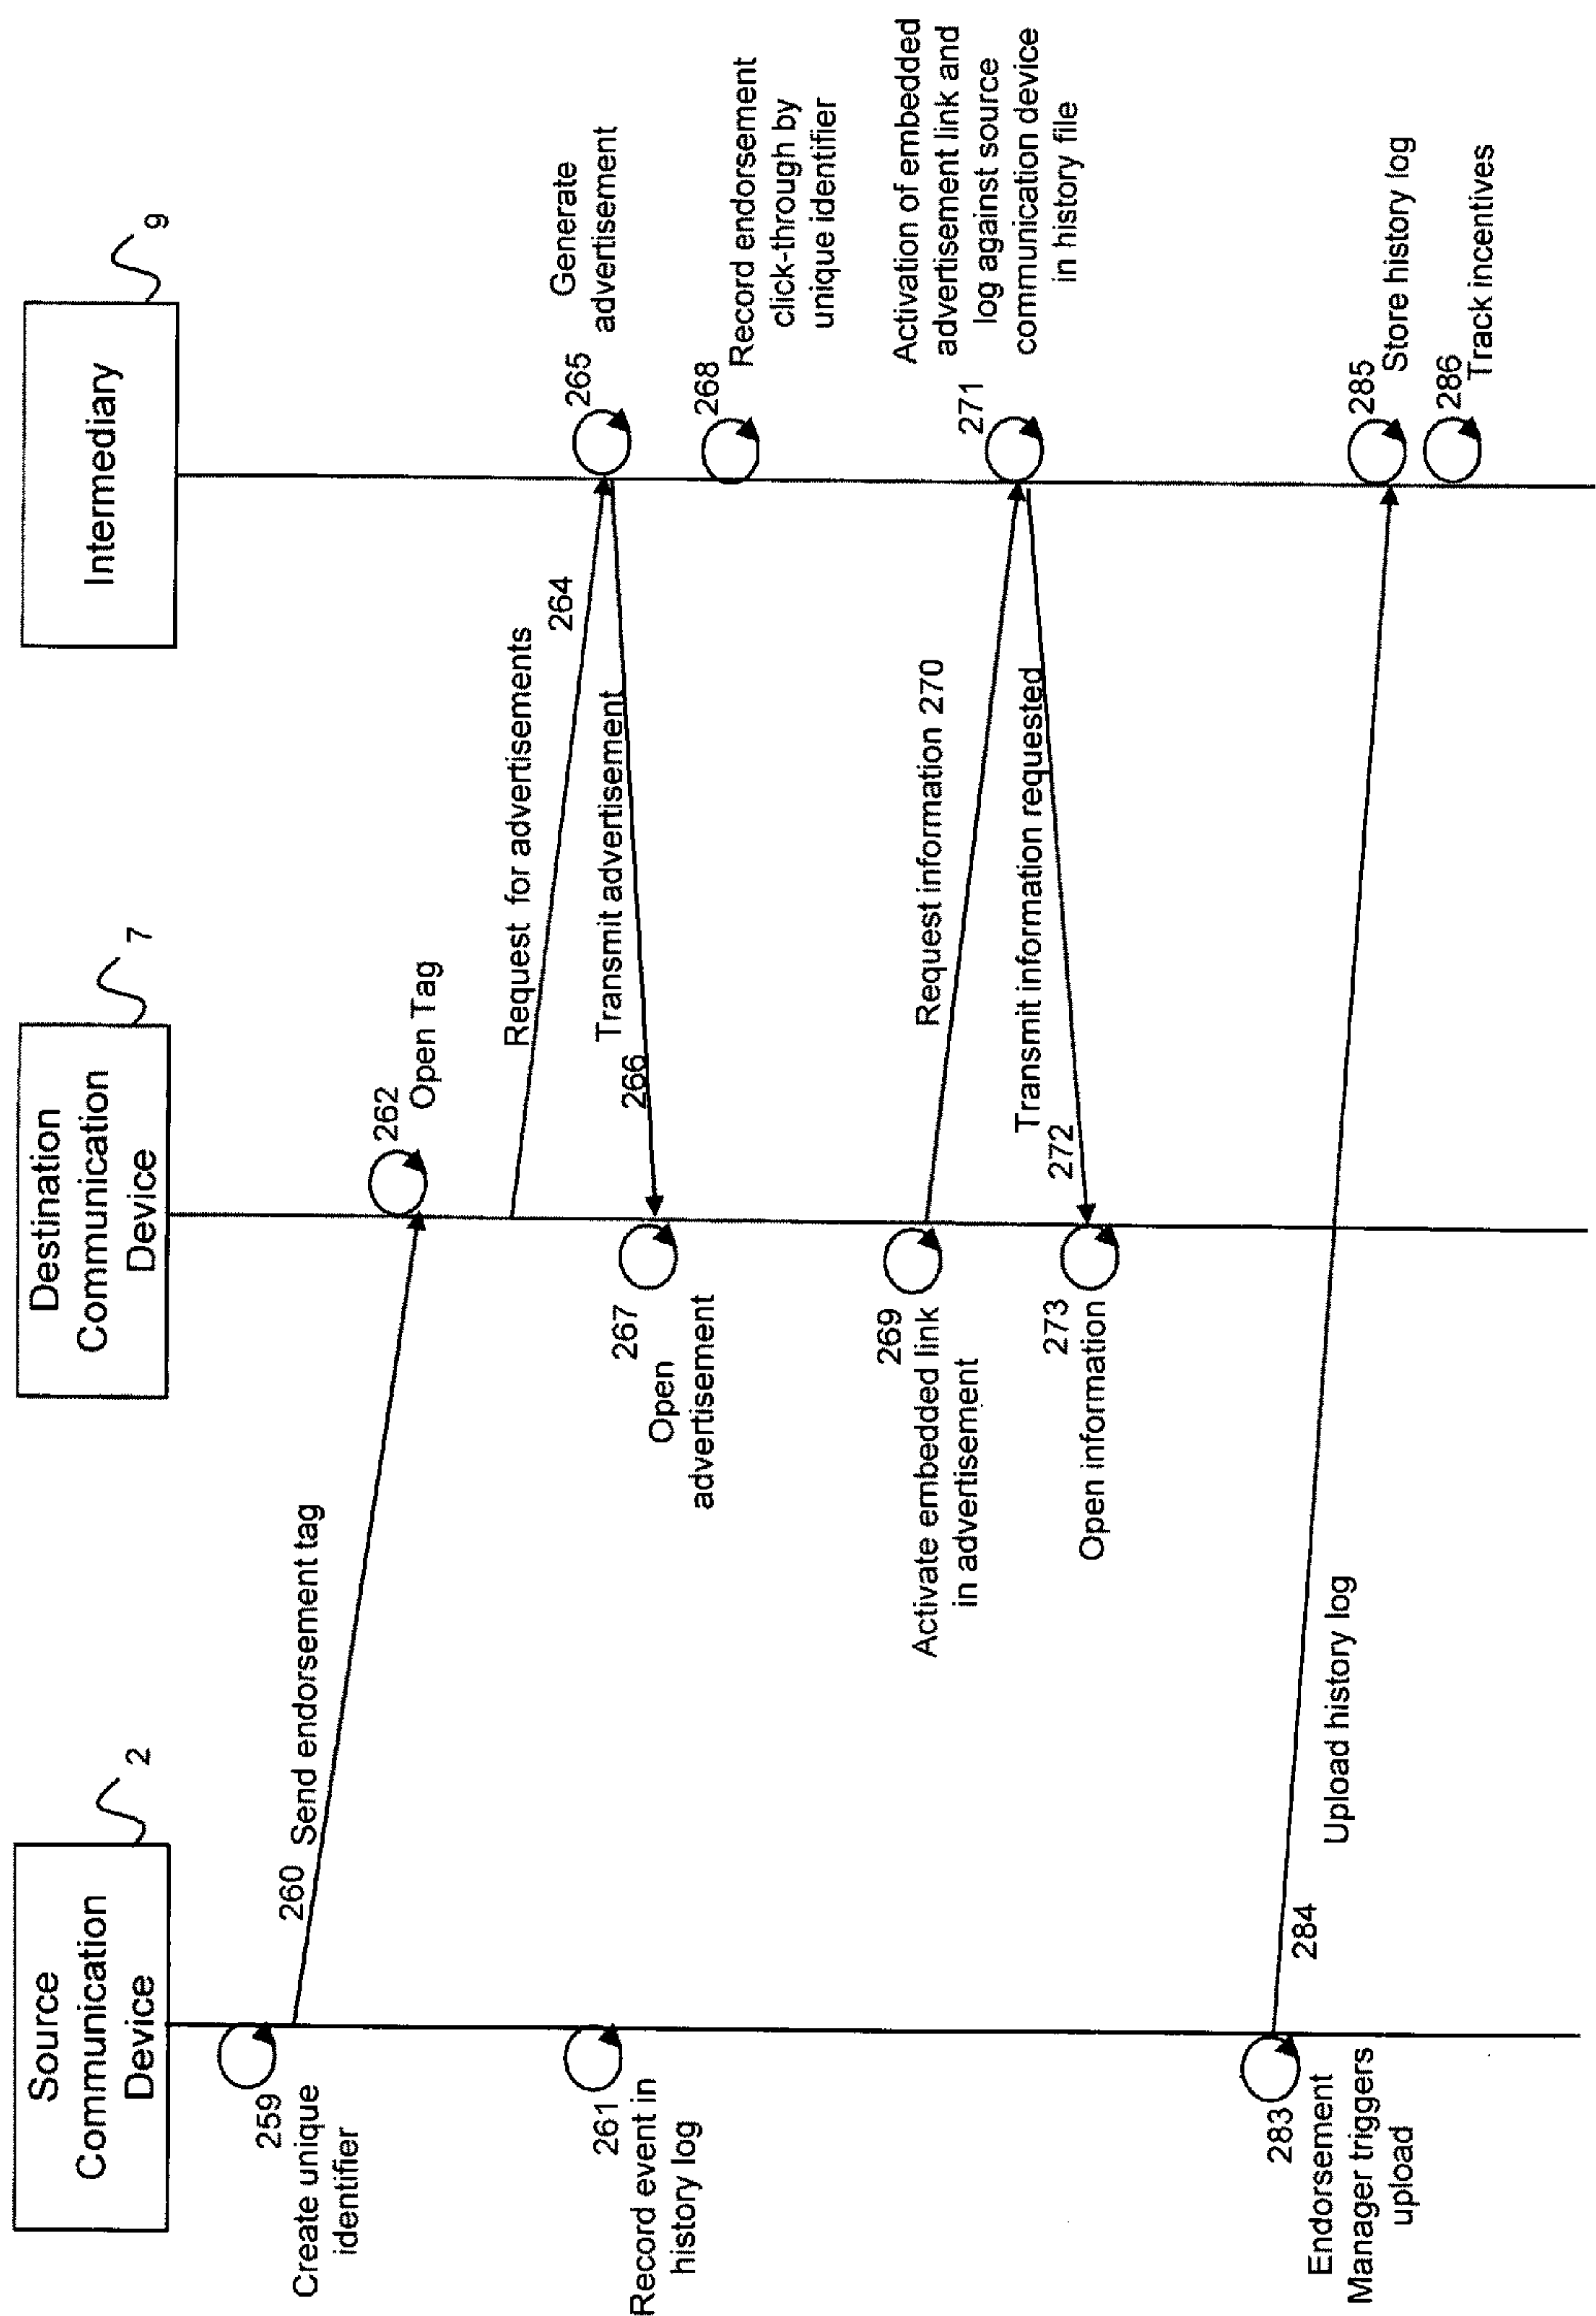 Source
Communication
Device
2
Destination
Communication
Device
7
Intermediary
9
259
Create unique
identifier
260 Send endorsement tag
262
Open Tag
261
Record event in
history log
Request for advertisements
264
265
Generate
advertisement
Transmit advertisement
266
267
Open
advertisement
268
Record endorsement
click-through by
unique identifier
269
Activate embedded link
in advertisement
Request information 270
271
Activation of embedded
advertisement link and
log against source
communication device
in history file
Transmit information requested
272
273
Open information
283
Endorsement
Manager triggers
upload
284
Upload history log
285
Store history log
286
Track incentives